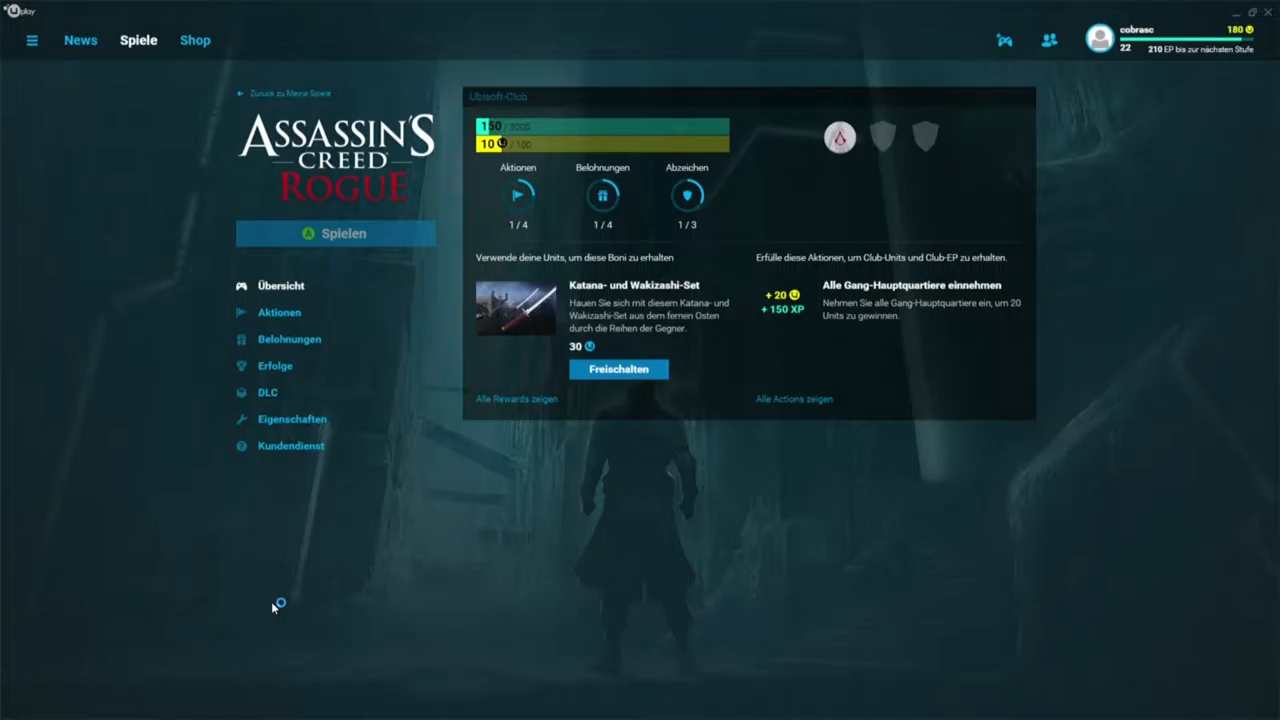 Uplay
News Spiele Shop
cobrasc 180
22 210 EP bis zur nächsten Stufe
Zurück zu Meine Spiele
ASSASSIN'S
CREED
ROGUE
Spielen
Übersicht
Aktionen
Belohnungen
Erfolge
DLC
Eigenschaften
Kundendienst
Ubisoft-Club
150 / 3000
10 / 100
Aktionen Belohnungen Abzeichen
1 / 4 1 / 4 1 / 3
Verwende deine Units, um diese Boni zu erhalten
Katana- und Wakizashi-Set
Hauen Sie sich mit diesem Katana- und
Wakizashi-Set aus dem fernen Osten
durch die Reihen der Gegner.
30
Freischalten
Alle Rewards zeigen
Erfülle diese Aktionen, um Club-Units und Club-EP zu erhalten.
+ 20
+ 150 XP
Alle Gang-Hauptquartiere einnehmen
Nehmen Sie alle Gang-Hauptquartiere ein, um 20
Units zu gewinnen.
Alle Actions zeigen